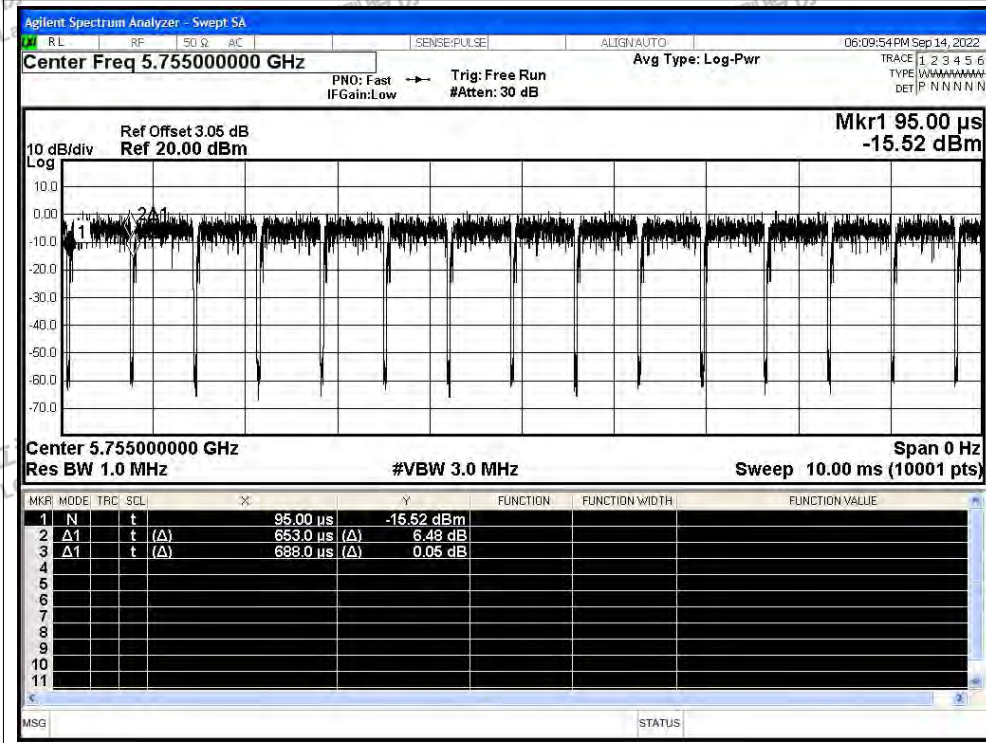 Agilent Spectrum Analyzer - Swept SA
RL RF 50 Ω AC SENSE:PULSE ALIGN AUTO 06:09:54 PM Sep 14, 2022
Center Freq 5.755000000 GHz Avg Type: Log-Pwr TRACE 1 2 3 4 5 6
PNO: Fast Trig: Free Run TYPE WWWWWW
IFGain:Low #Atten: 30 dB DET P N N N N N
Mkr1 95.00 µs
Ref Offset 3.05 dB
10 dB/div Ref 20.00 dBm -15.52 dBm
Log
10.0
0.00
2Δ1
1
-10.0
-20.0
-30.0
-40.0
-50.0
-60.0
-70.0
Center 5.755000000 GHz Span 0 Hz
Res BW 1.0 MHz #VBW 3.0 MHz Sweep 10.00 ms (10001 pts)
MKR MODE TRC SCL X Y FUNCTION FUNCTION WIDTH FUNCTION VALUE
1 N t 95.00 µs -15.52 dBm
2 Δ1 t (Δ) 653.0 µs (Δ) 6.48 dB
3 Δ1 t (Δ) 688.0 µs (Δ) 0.05 dB
4
5
6
7
8
9
10
11
MSG STATUS